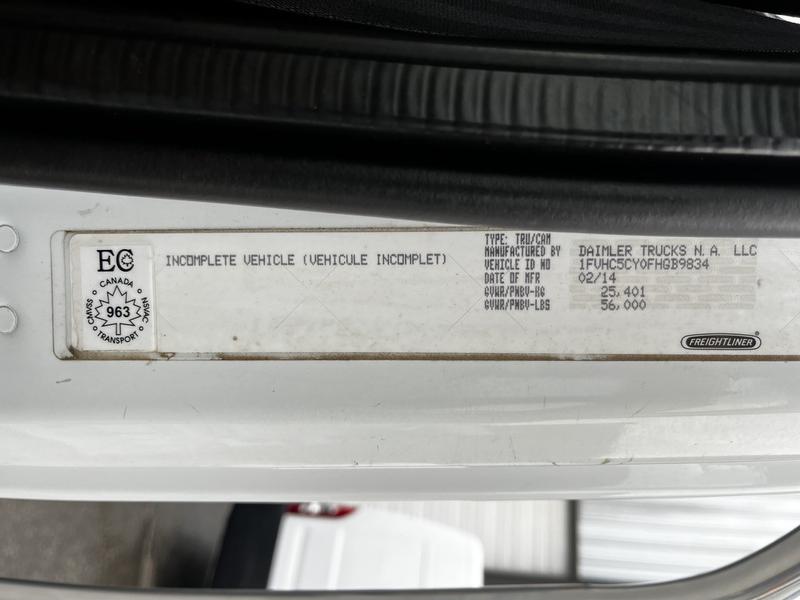 EC
CANADA
CMVSS 963 NSVAC
TRANSPORT
INCOMPLETE VEHICLE (VEHICULE INCOMPLET)
TYPE: TRU/CAM
MANUFACTURED BY DAIMLER TRUCKS N.A. LLC
VEHICLE ID NO 1FVHC5CY0FHGB9834
DATE OF MFR 02/14
GVWR/PNBV-KG 25,401
GVWR/PNBV-LBS 56,000
FREIGHTLINER